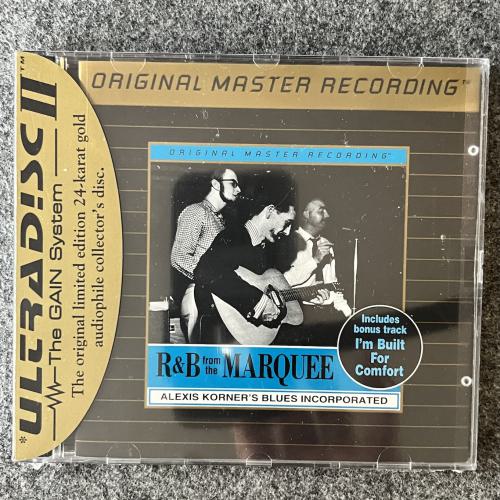 *ULTRADISC II™
The GAIN System™
The original limited edition 24-karat gold
audiophile collector's disc.
ORIGINAL MASTER RECORDING™
ORIGINAL MASTER RECORDING™
Includes
bonus track
I'm Built
For
Comfort
R&B from the MARQUEE
ALEXIS KORNER'S BLUES INCORPORATED